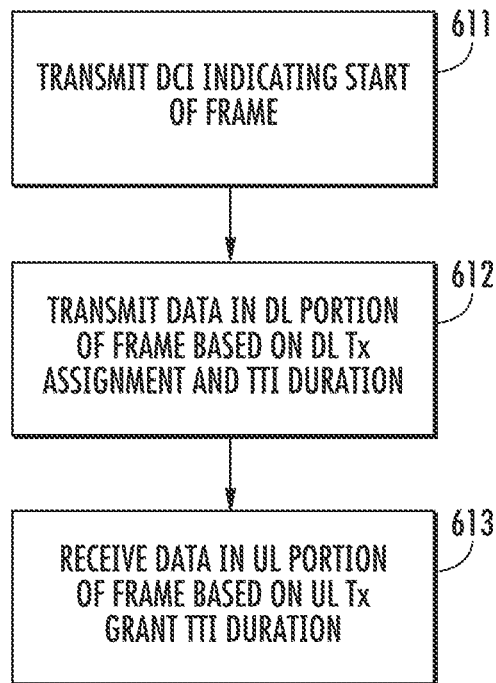 611
TRANSMIT DCI INDICATING START
OF FRAME
612
TRANSMIT DATA IN DL PORTION
OF FRAME BASED ON DL Tx
ASSIGNMENT AND TTI DURATION
613
RECEIVE DATA IN UL PORTION
OF FRAME BASED ON UL Tx
GRANT TTI DURATION